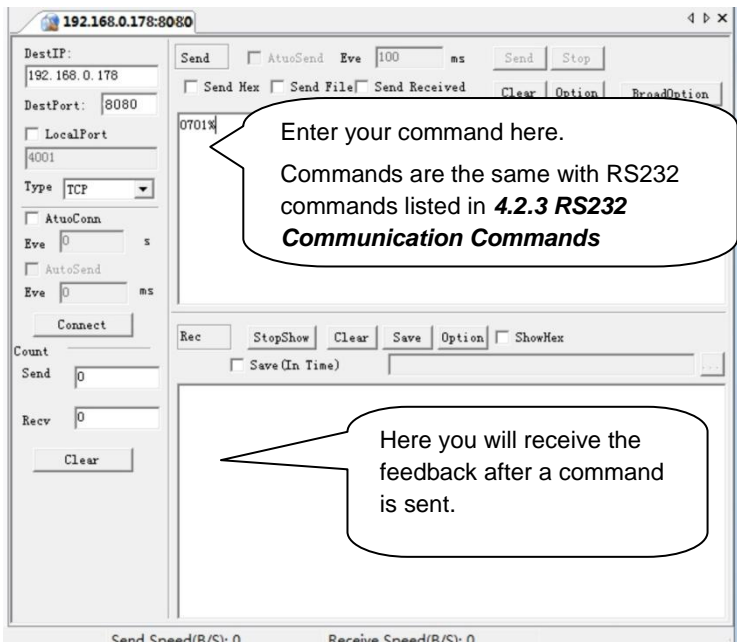 192.168.0.178:8080
DestIP:
192.168.0.178
DestPort: 8080
LocalPort
4001
Type TCP
AtuoConn
Eve 0 s
AutoSend
Eve 0 ms
Connect
Count
Send 0
Recv 0
Clear
Send AtuoSend Eve 100 ms Send Stop
Send Hex Send File Send Received Clear Option BroadOption
0701%
Enter your command here.
Commands are the same with RS232
commands listed in 4.2.3 RS232
Communication Commands
Rec StopShow Clear Save Option ShowHex
Save(In Time) ...
Here you will receive the
feedback after a command
is sent.
Send Speed(B/S): 0 Receive Speed(B/S): 0